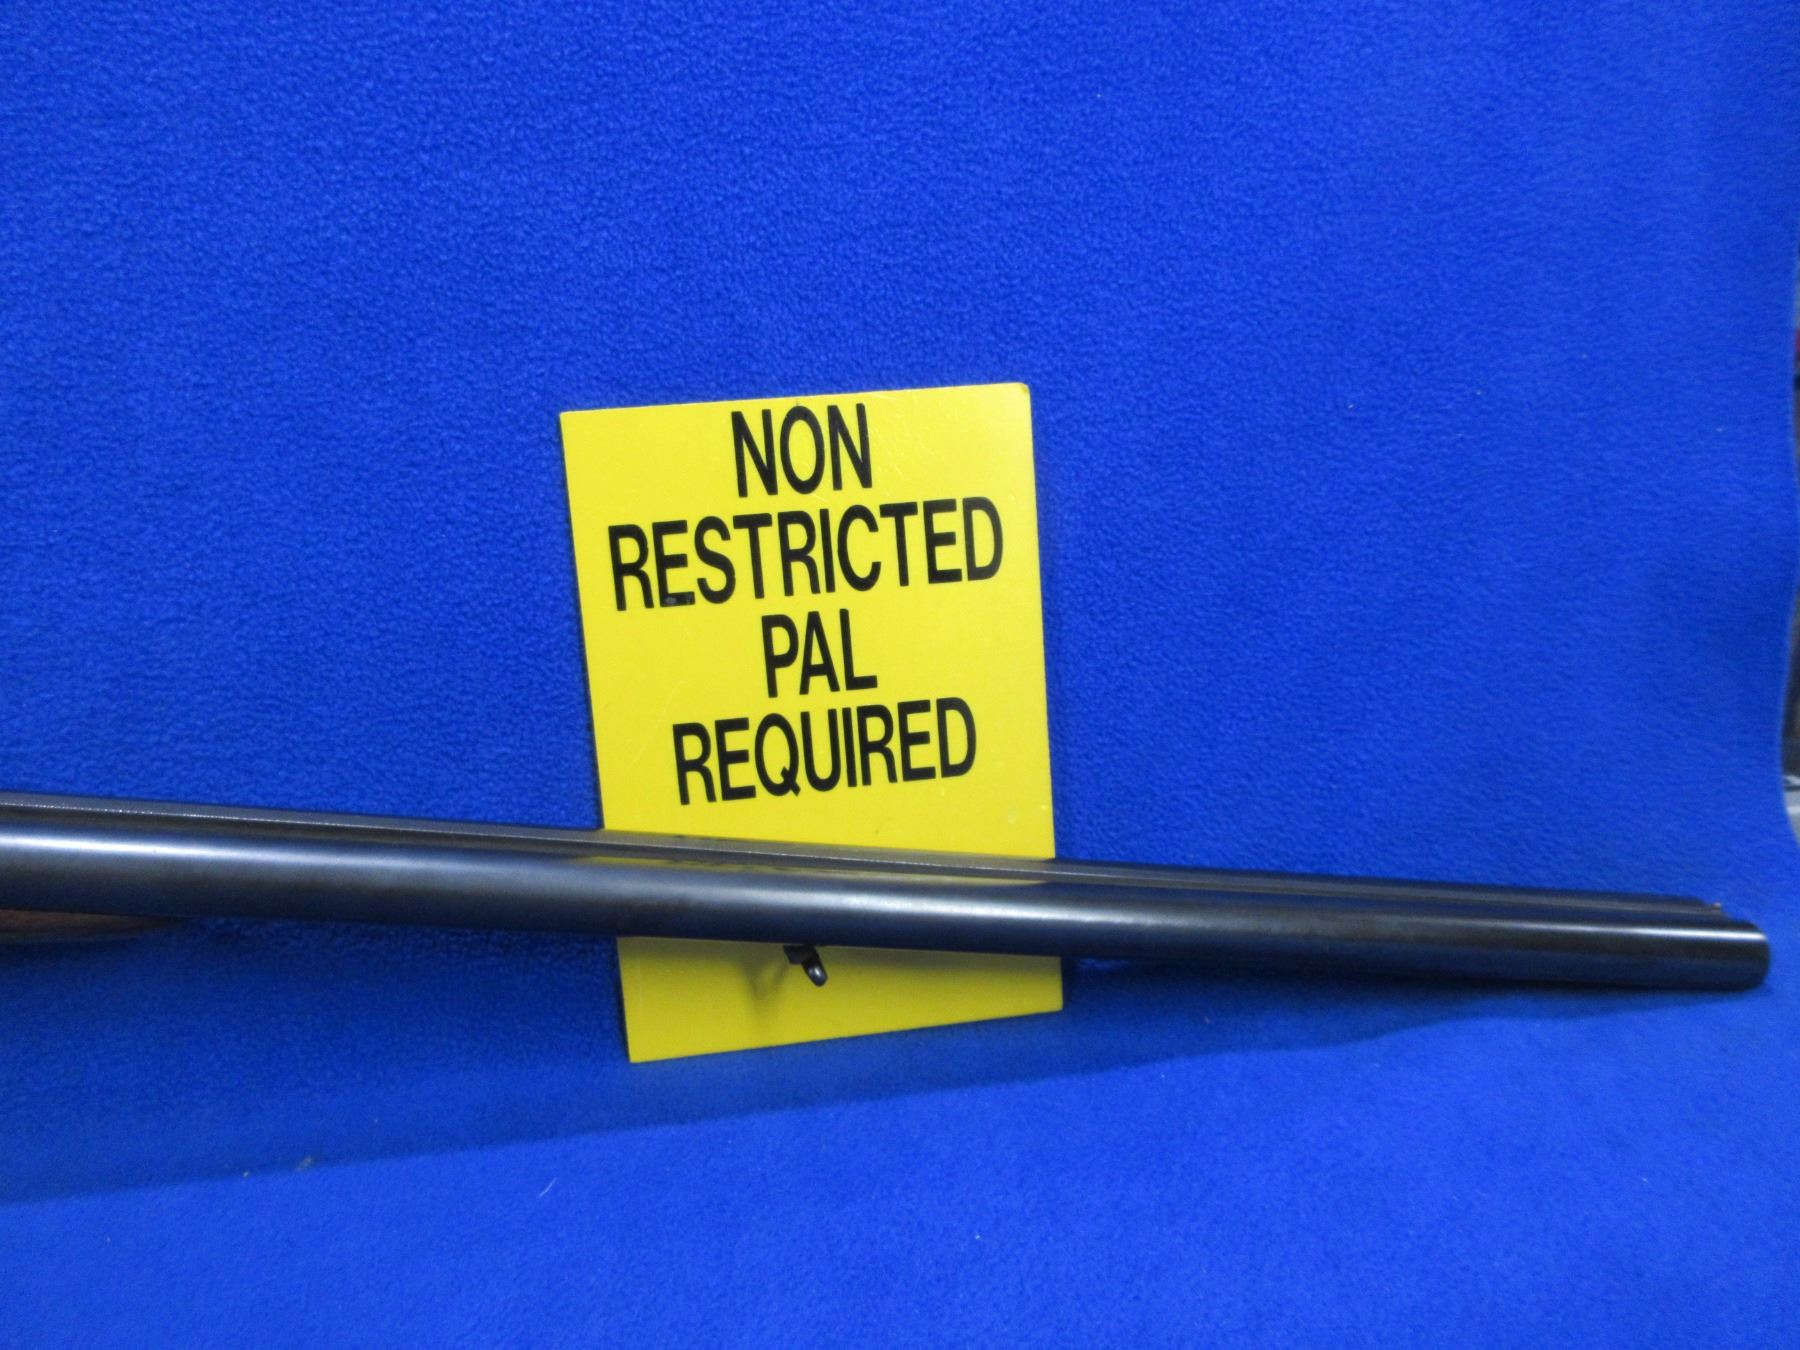 NON
RESTRICTED
PAL
REQUIRED